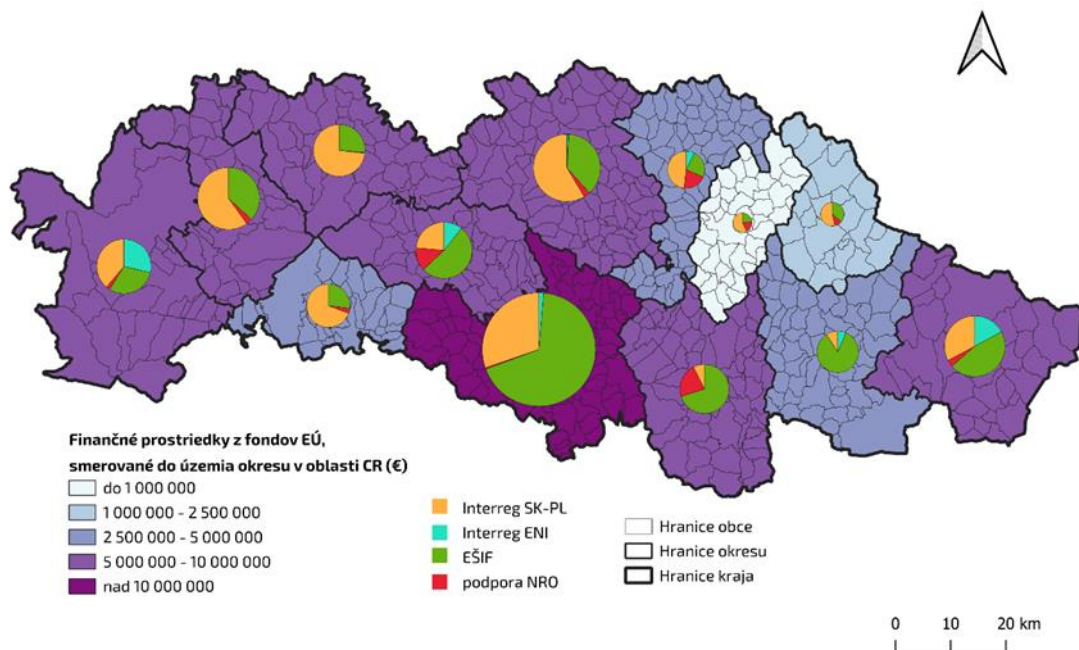 Finančné prostriedky z fondov EÚ,
smerované do územia okresu v oblasti CR (€)
do 1 000 000
1 000 000 - 2 500 000
2 500 000 - 5 000 000
5 000 000 - 10 000 000
nad 10 000 000
Interreg SK-PL
Interreg ENI
EŠIF
podpora NRO
Hranice obce
Hranice okresu
Hranice kraja
0 10 20 km